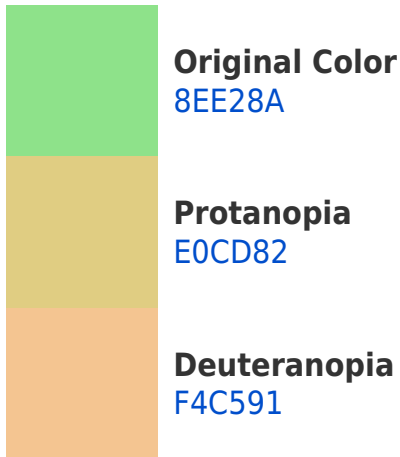 Original Color
8EE28A
Protanopia
E0CD82
Deuteranopia
F4C591